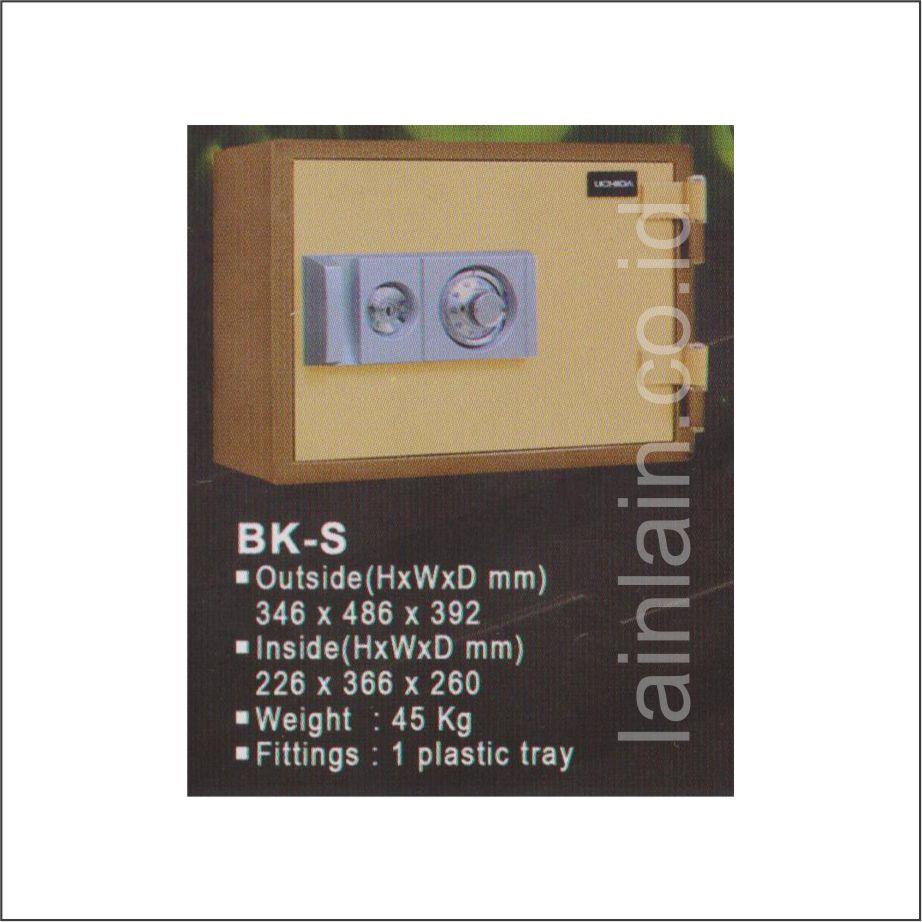 UCHIDA
BK-S
Outside(HxWxD mm)
346 x 486 x 392
Inside(HxWxD mm)
226 x 366 x 260
Weight : 45 Kg
Fittings : 1 plastic tray
lainlain.co.id